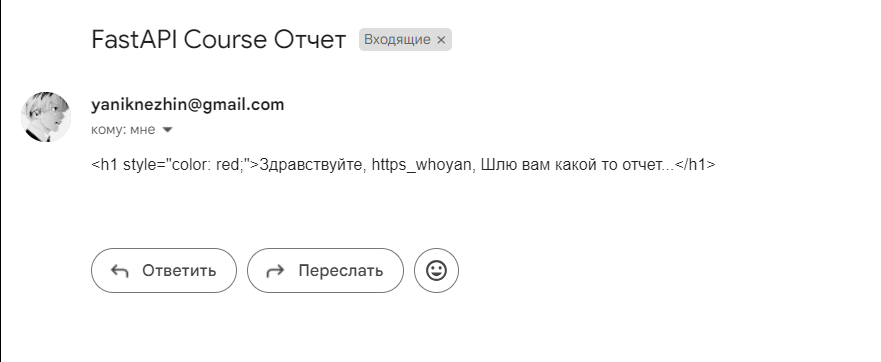 FastAPI Course Отчет Входящие ×
yaniknezhin@gmail.com
кому: мне
<h1 style="color: red;">Здравствуйте, https_whoyan, Шлю вам какой то отчет...</h1>
Ответить Переслать